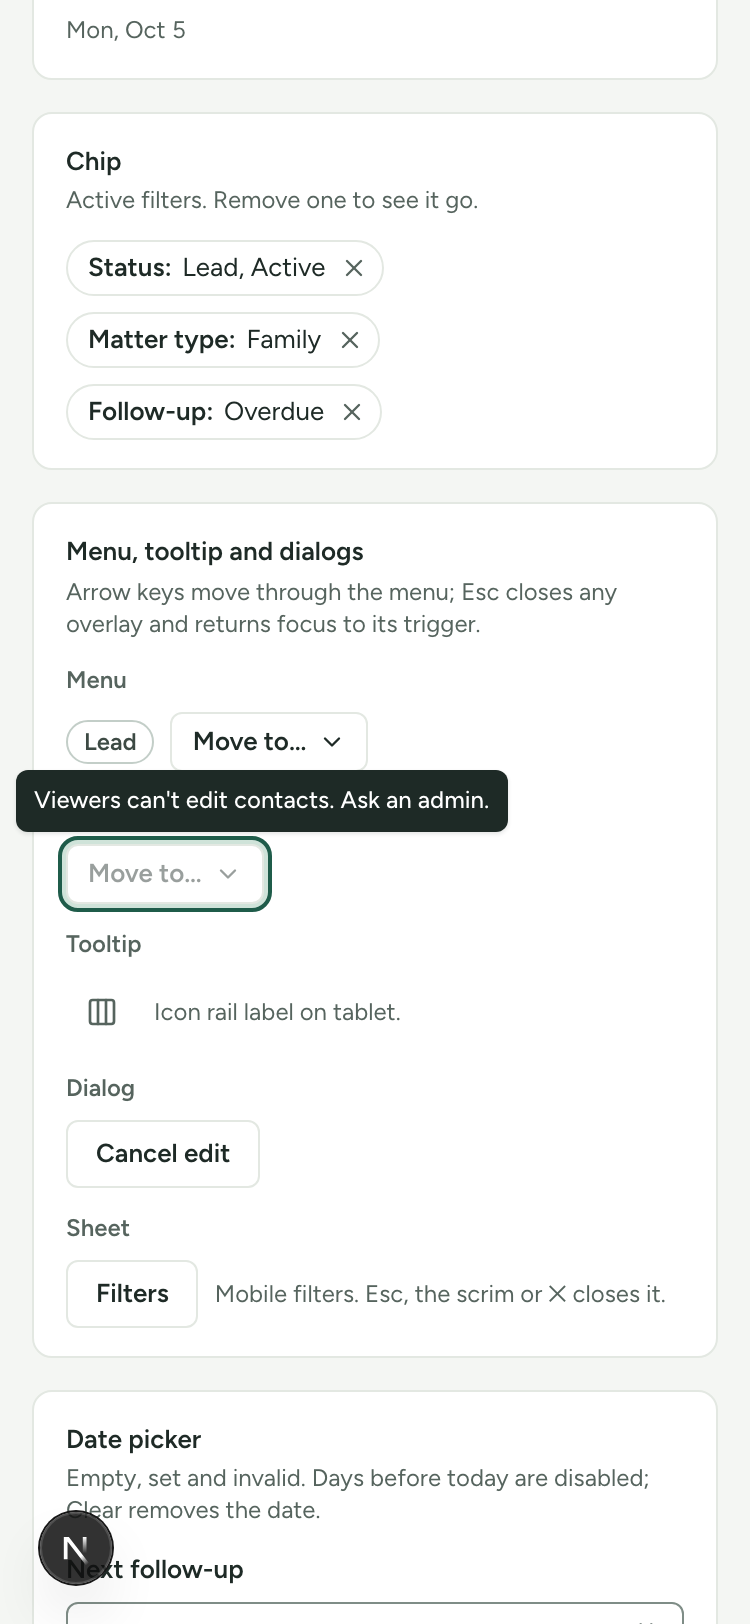 Mon, Oct 5
Chip
Active filters. Remove one to see it go.
Status: Lead, Active
Matter type: Family
Follow-up: Overdue
Menu, tooltip and dialogs
Arrow keys move through the menu; Esc closes any
overlay and returns focus to its trigger.
Menu
Lead Move to...
Viewers can't edit contacts. Ask an admin.
Move to...
Tooltip
Icon rail label on tablet.
Dialog
Cancel edit
Sheet
Filters Mobile filters. Esc, the scrim or × closes it.
Date picker
Empty, set and invalid. Days before today are disabled;
Clear removes the date.
N
Next follow-up